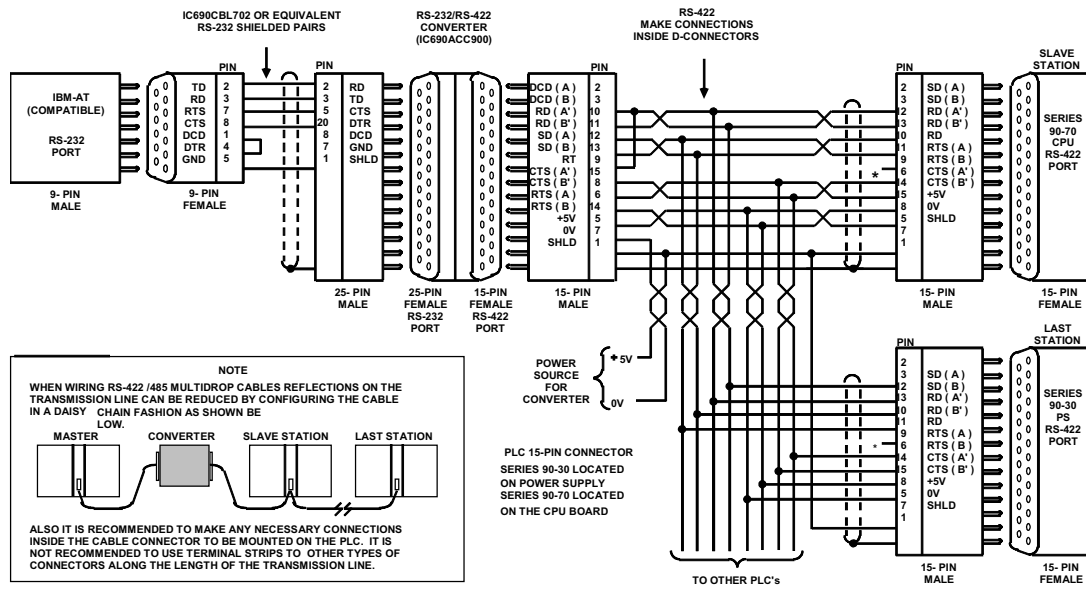 IC690CBL702 OR EQUIVALENT
RS-232 SHIELDED PAIRS
RS-232/RS-422
CONVERTER
(IC690ACC900)
RS-422
MAKE CONNECTIONS
INSIDE D-CONNECTORS
SLAVE
STATION
IBM-AT
(COMPATIBLE)
RS-232
PORT
9- PIN
MALE
PIN
TD 2
RD 3
RTS 7
CTS 8
DCD 1
DTR 4
GND 5
9- PIN
FEMALE
PIN
2 RD
3 TD
5 CTS
20 DTR
8 DCD
7 GND
1 SHLD
25- PIN
MALE
25-PIN
FEMALE
RS-232
PORT
15-PIN
FEMALE
RS-422
PORT
PIN
DCD ( A ) 2
DCD ( B ) 3
RD ( A' ) 10
RD ( B' ) 11
SD ( A ) 12
SD ( B ) 13
RT 9
CTS ( A' ) 15
CTS ( B' ) 8
RTS ( A ) 6
RTS ( B ) 14
+5V 5
0V 7
SHLD 1
15- PIN
MALE
PIN
2 SD ( A )
3 SD ( B )
12 RD ( A' )
13 RD ( B' )
10 RD
11 RTS ( A )
9 RTS ( B )
6 CTS ( A' )
*
14 CTS ( B' )
15 +5V
8 0V
5 SHLD
7
1
15- PIN
MALE
SERIES
90-70
CPU
RS-422
PORT
15- PIN
FEMALE
+ 5V
POWER
SOURCE
FOR
CONVERTER
0V
PLC 15-PIN CONNECTOR
SERIES 90-30 LOCATED
ON POWER SUPPLY
SERIES 90-70 LOCATED
ON THE CPU BOARD
TO OTHER PLC's
LAST
STATION
PIN
2
3 SD ( A )
12 SD ( B )
13 RD ( A' )
10 RD ( B' )
11 RD
9 RTS ( A )
* 6 RTS ( B )
14 CTS ( A' )
15 CTS ( B' )
8 +5V
5 0V
7 SHLD
1
15- PIN
MALE
SERIES
90-30
PS
RS-422
PORT
15- PIN
FEMALE
NOTE
WHEN WIRING RS-422 /485 MULTIDROP CABLES REFLECTIONS ON THE
TRANSMISSION LINE CAN BE REDUCED BY CONFIGURING THE CABLE
IN A DAISY CHAIN FASHION AS SHOWN BE
LOW.
MASTER CONVERTER SLAVE STATION LAST STATION
ALSO IT IS RECOMMENDED TO MAKE ANY NECESSARY CONNECTIONS
INSIDE THE CABLE CONNECTOR TO BE MOUNTED ON THE PLC. IT IS
NOT RECOMMENDED TO USE TERMINAL STRIPS TO OTHER TYPES OF
CONNECTORS ALONG THE LENGTH OF THE TRANSMISSION LINE.